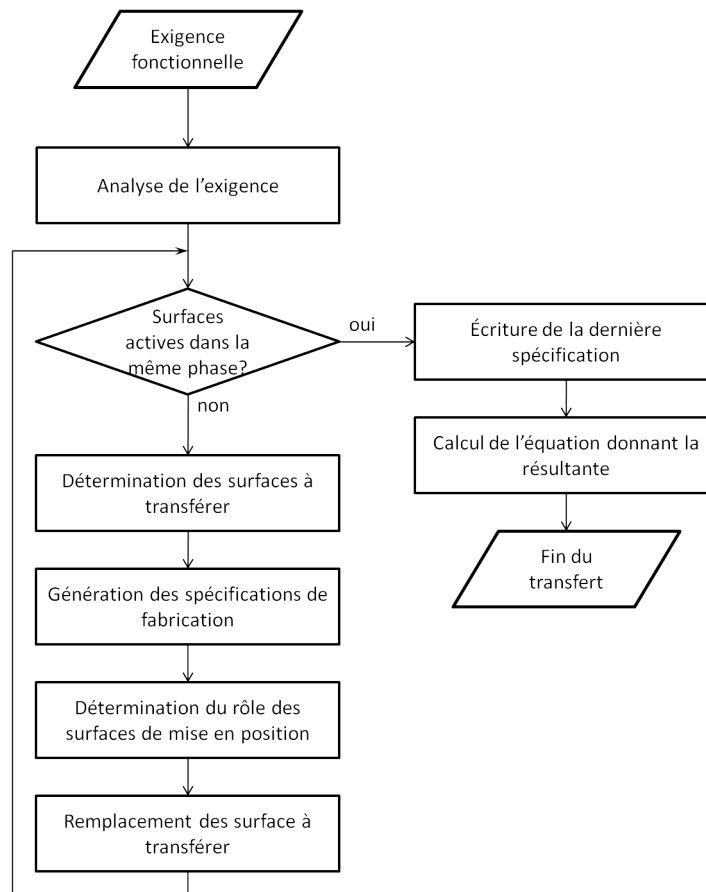 Exigence
fonctionnelle
Analyse de l’exigence
Surfaces
actives dans la
même phase?
oui
non
Écriture de la dernière
spécification
Calcul de l’équation donnant la
résultante
Fin du
transfert
Détermination des surfaces à
transférer
Génération des spécifications de
fabrication
Détermination du rôle des
surfaces de mise en position
Remplacement des surface à
transférer